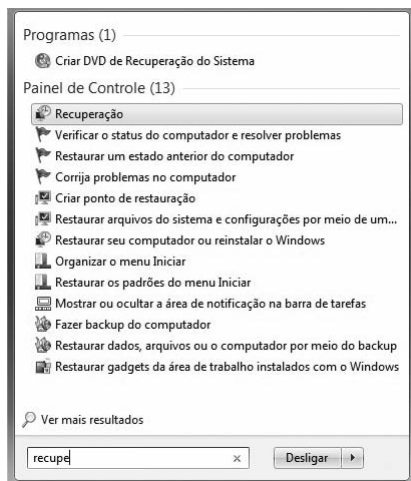 Programas (1)
Criar DVD de Recuperação do Sistema
Painel de Controle (13)
Recuperação
Verificar o status do computador e resolver problemas
Restaurar um estado anterior do computador
Corrija problemas no computador
Criar ponto de restauração
Restaurar arquivos do sistema e configurações por meio de um...
Restaurar seu computador ou reinstalar o Windows
Organizar o menu Iniciar
Restaurar os padrões do menu Iniciar
Mostrar ou ocultar a área de notificação na barra de tarefas
Fazer backup do computador
Restaurar dados, arquivos ou o computador por meio do backup
Restaurar gadgets da área de trabalho instalados com o Windows
Ver mais resultados
recupe
Desligar